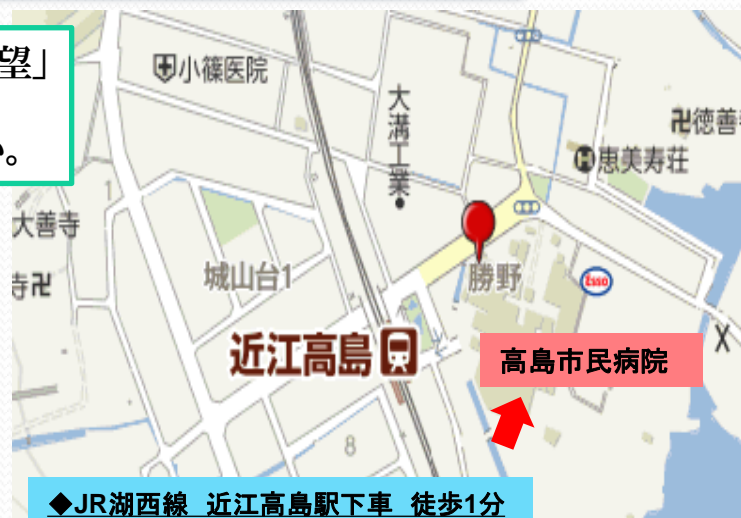 望」
。
小篠医院
大溝工業
卍徳善
H恵美寿荘
大善寺
1
寺卍
城山台1
勝野
Esso
近江高島
高島市民病院
X
8
◆JR湖西線 近江高島駅下車 徒歩1分